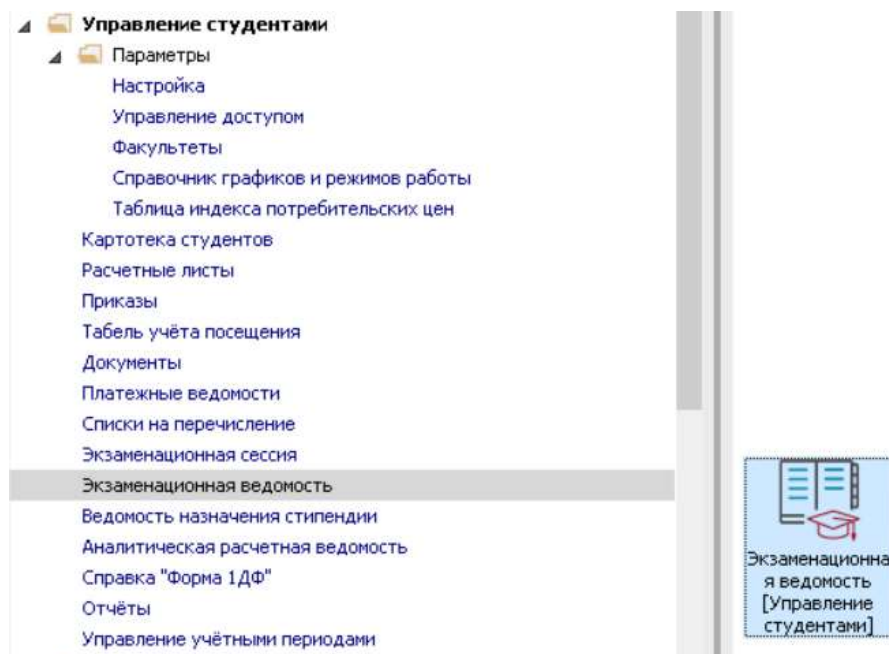 Управление студентами
Параметры
Настройка
Управление доступом
Факультеты
Справочник графиков и режимов работы
Таблица индекса потребительских цен
Картотека студентов
Расчетные листы
Приказы
Табель учёта посещения
Документы
Платежные ведомости
Списки на перечисление
Экзаменационная сессия
Экзаменационная ведомость
Ведомость назначения стипендии
Аналитическая расчетная ведомость
Справка "Форма 1ДФ"
Отчёты
Управление учётными периодами
Экзаменационна
я ведомость
[Управление
студентами]